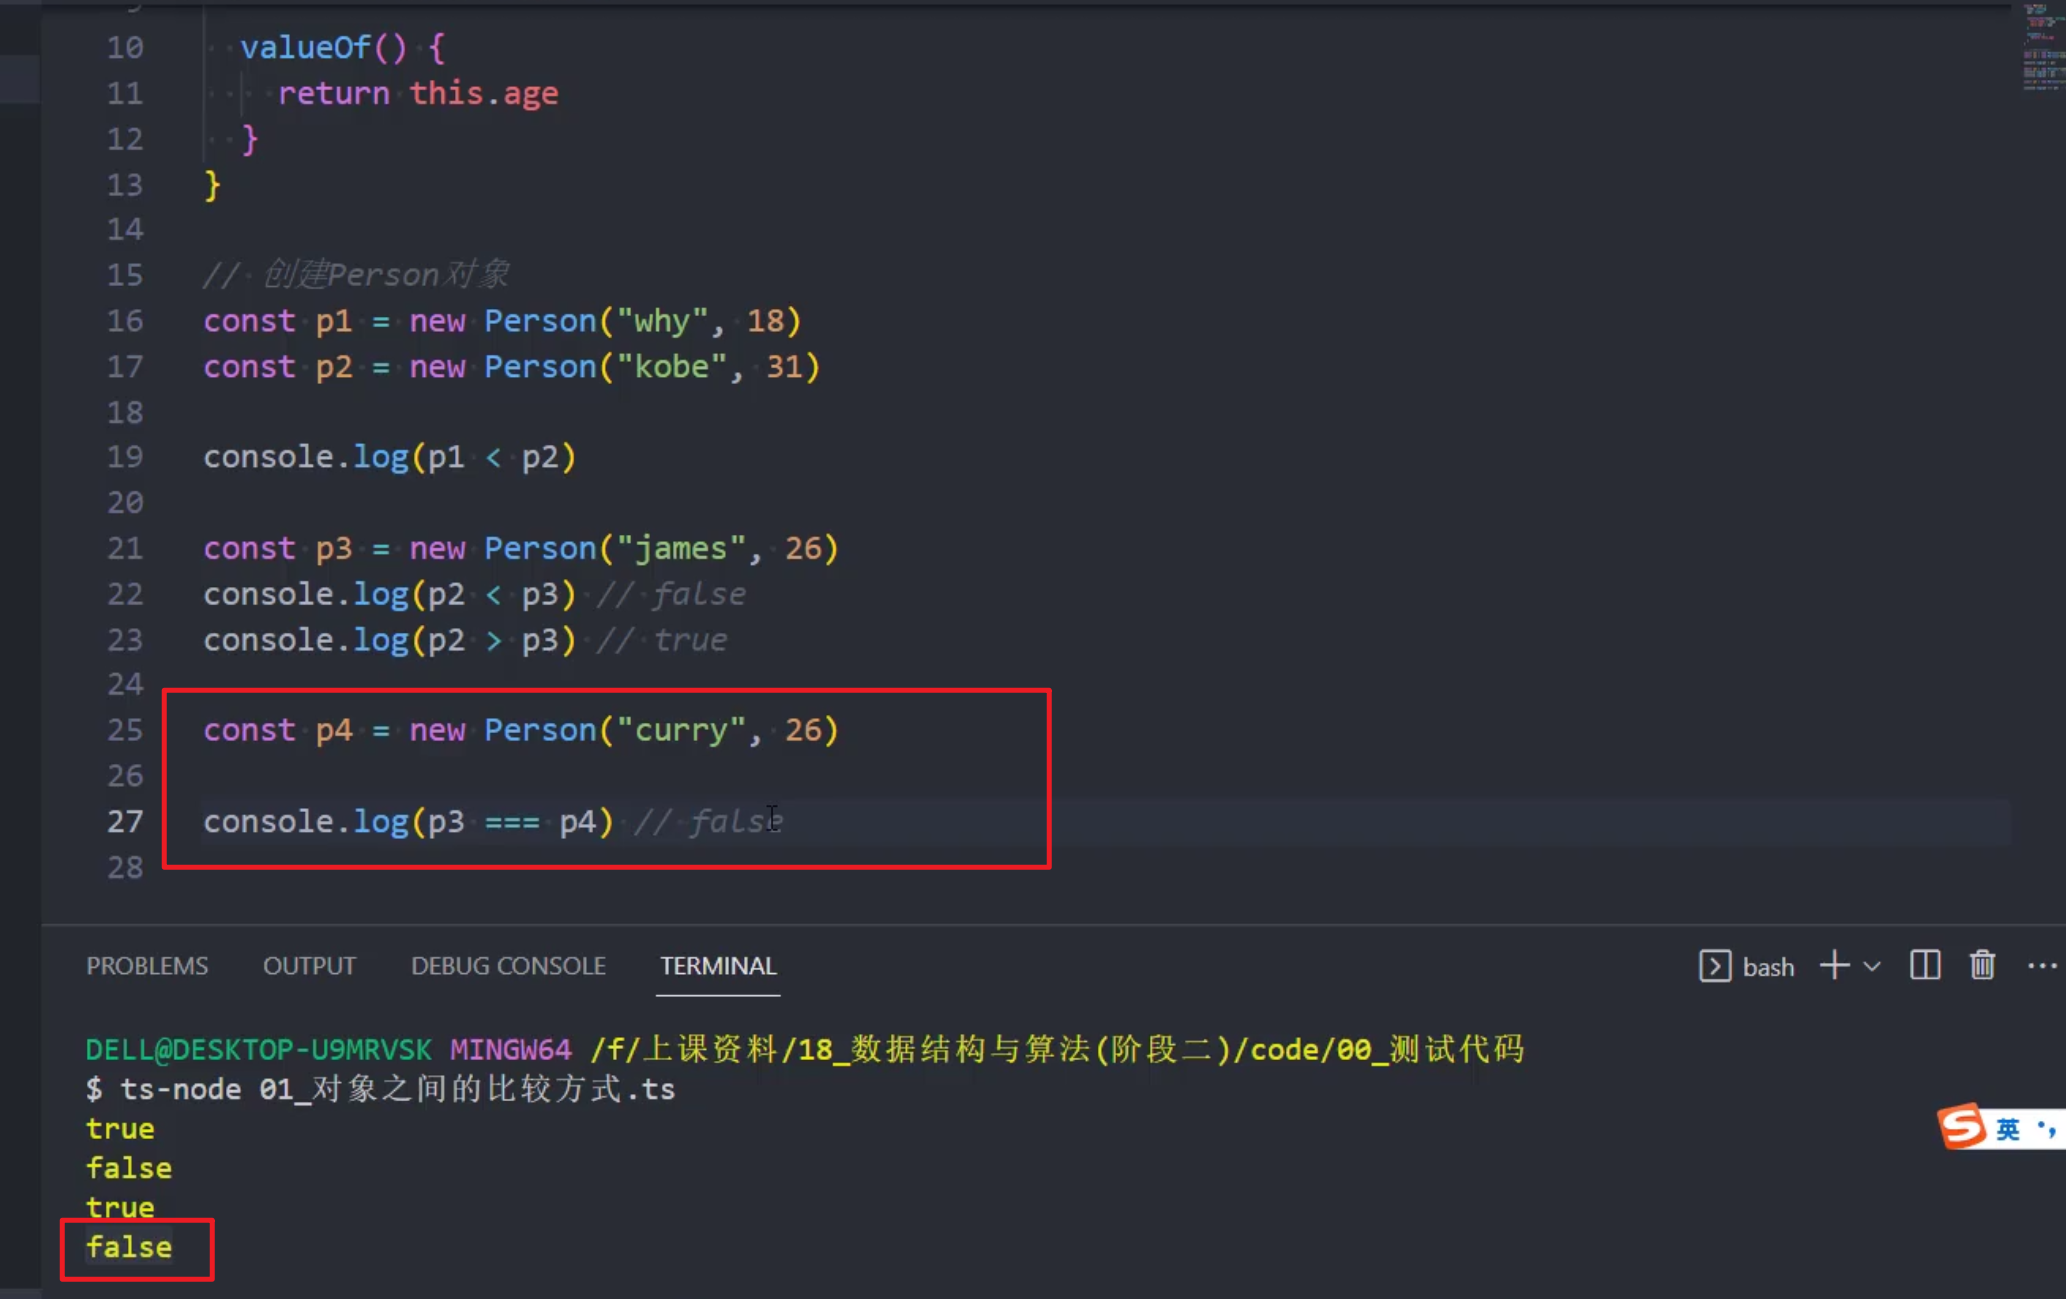 10 valueOf() {
11 return this.age
12 }
13 }
14
15 // 创建Person对象
16 const p1 = new Person("why", 18)
17 const p2 = new Person("kobe", 31)
18
19 console.log(p1 < p2)
20
21 const p3 = new Person("james", 26)
22 console.log(p2 < p3) // false
23 console.log(p2 > p3) // true
24
25 const p4 = new Person("curry", 26)
26
27 console.log(p3 === p4) // false
28
PROBLEMS OUTPUT DEBUG CONSOLE TERMINAL bash
DELL@DESKTOP-U9MRVSK MINGW64 /f/上课资料/18_数据结构与算法(阶段二)/code/00_测试代码
$ ts-node 01_对象之间的比较方式.ts
true
false
true
false
英